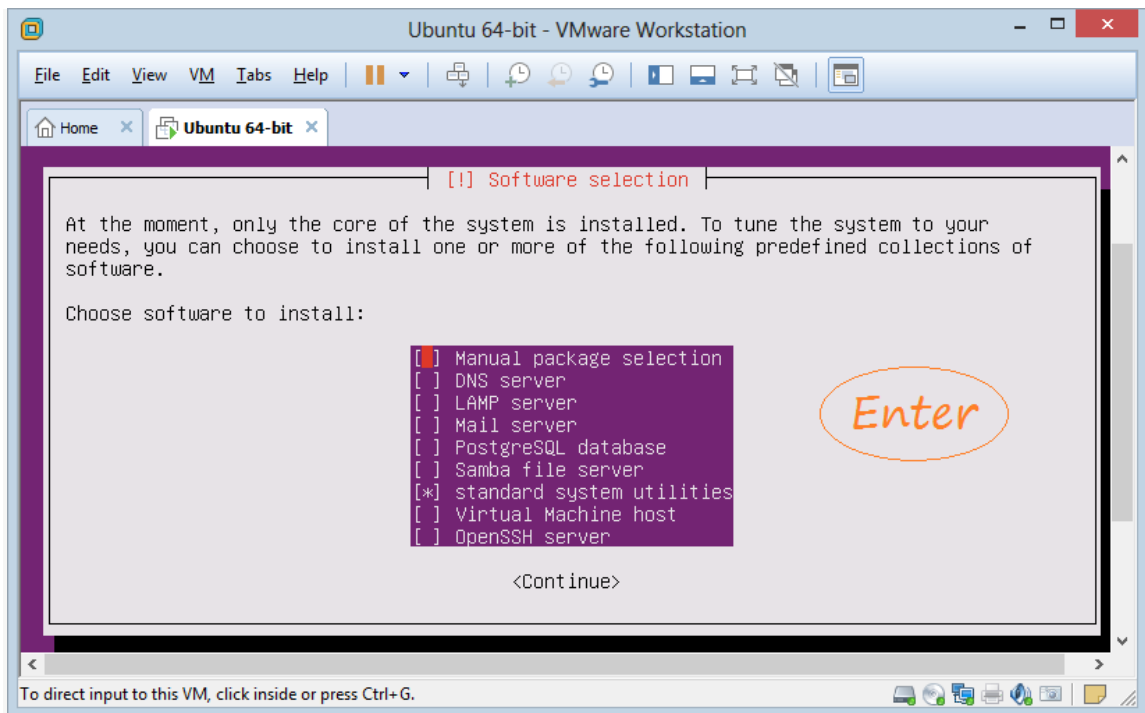 Ubuntu 64-bit - VMware Workstation
File Edit View VM Tabs Help
Home Ubuntu 64-bit
[!] Software selection
At the moment, only the core of the system is installed. To tune the system to your
needs, you can choose to install one or more of the following predefined collections of
software.
Choose software to install:
[ ] Manual package selection
[ ] DNS server
[ ] LAMP server
[ ] Mail server
[ ] PostgreSQL database
[ ] Samba file server
[*] standard system utilities
[ ] Virtual Machine host
[ ] OpenSSH server
Enter
<Continue>
To direct input to this VM, click inside or press Ctrl+G.